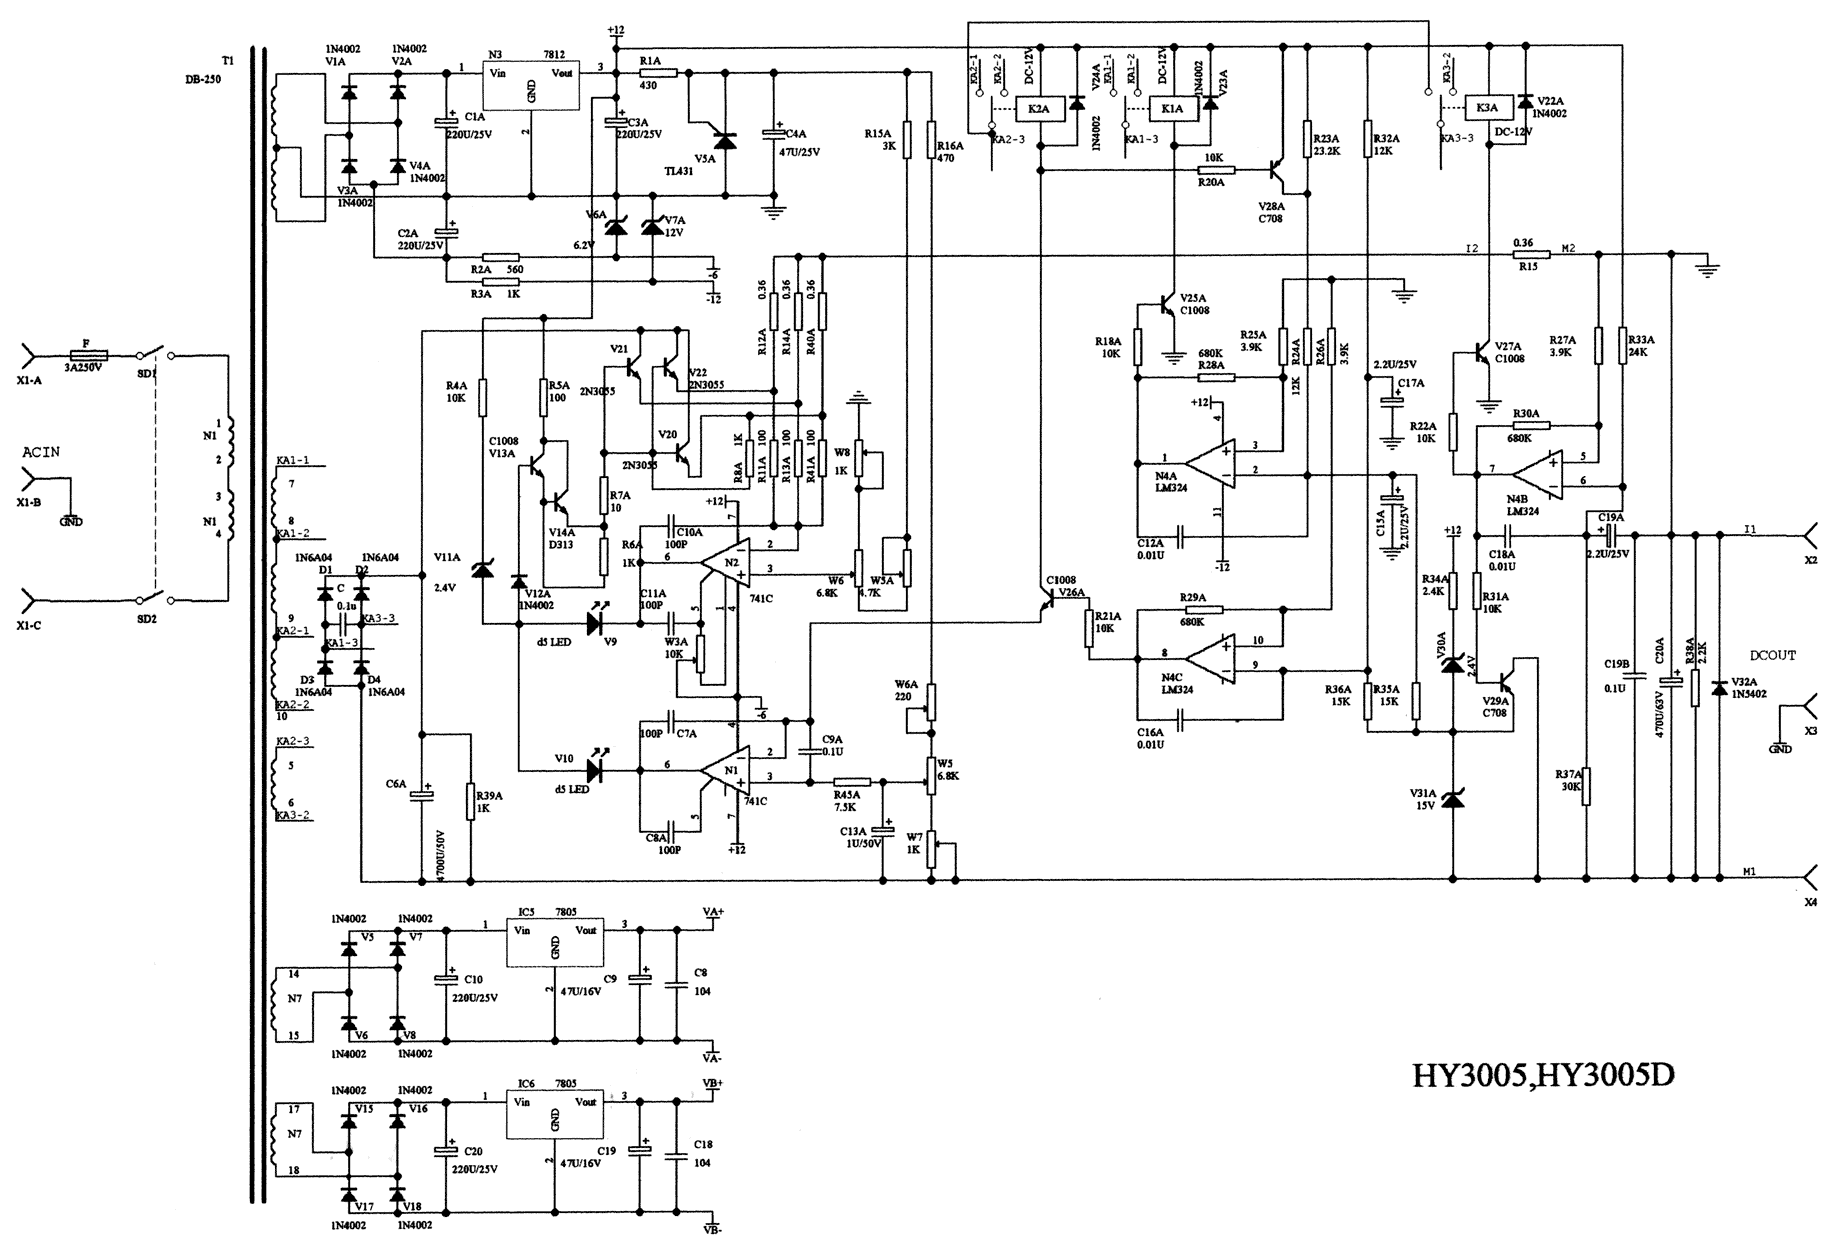 T1
DB-250
1N4002
V1A
1N4002
V2A
V3A
1N4002
V4A
1N4002
N3
7812
Vin
Vout
GND
1
2
3
+12
R1A
430
C1A
220U/25V
C3A
220U/25V
V5A
TL431
C4A
47U/25V
R15A
3K
R16A
470
C2A
220U/25V
V6A
6.2V
V7A
12V
R2A
560
R3A
1K
-6
-12
KA2-1
KA2-2
KA2-3
DC-12V
K2A
V24A
1N4002
KA1-1
KA1-2
KA1-3
DC-12V
K1A
1N4002
V23A
KA3-2
KA3-3
K3A
DC-12V
V22A
1N4002
10K
R20A
V28A
C708
R23A
23.2K
R32A
12K
I2
0.36
R15
M2
X1-A
F
3A250V
SD1
ACIN
X1-B
GND
X1-C
SD2
1
N1
2
3
N1
4
KA1-1
7
8
KA1-2
9
KA2-1
10
KA2-2
KA2-3
5
6
KA3-2
1N6A04
D1
1N6A04
D2
C
0.1u
KA3-3
KA1-3
D3
1N6A04
D4
1N6A04
R4A
10K
R5A
100
C1008
V13A
V14A
D313
V11A
2.4V
V12A
1N4002
V21
2N3055
V22
2N3055
V20
2N3055
R7A
10
R6A
1K
R12A
0.36
R14A
0.36
R40A
0.36
R8A
1K
R11A
100
R13A
100
R41A
100
W8
1K
+12
C10A
100P
N2
741C
7
2
3
6
5
1
4
C11A
100P
W3A
10K
-6
d5 LED
V9
W6
6.8K
W5A
4.7K
W6A
220
V10
d5 LED
100P
C7A
N1
741C
4
2
3
6
5
7
C8A
100P
+12
C9A
0.1U
R45A
7.5K
C13A
1U/50V
W5
6.8K
W7
1K
C6A
4700U/50V
R39A
1K
V25A
C1008
R18A
10K
680K
R28A
R25A
3.9K
R24A
12K
R26A
3.9K
+12
4
3
1
2
N4A
LM324
11
-12
C12A
0.01U
2.2U/25V
C17A
C15A
2.2U/25V
C1008
V26A
R21A
10K
R29A
680K
8
10
9
N4C
LM324
C16A
0.01U
R36A
15K
R35A
15K
V27A
C1008
R27A
3.9K
R33A
24K
R22A
10K
R30A
680K
7
5
6
N4B
LM324
+12
C18A
0.01U
C19A
2.2U/25V
R34A
2.4K
R31A
10K
V30A
2.4V
V29A
C708
V31A
15V
R37A
30K
C19B
0.1U
C20A
470U/63V
R38A
2.2K
V32A
1N5402
I1
X2
DCOUT
GND
X3
M1
X4
1N4002
V5
1N4002
V7
14
N7
15
V6
1N4002
V8
1N4002
C10
220U/25V
IC5
7805
Vin
Vout
GND
1
2
3
47U/16V
C9
C8
104
VA+
VA-
1N4002
V15
1N4002
V16
17
N7
18
V17
1N4002
V18
1N4002
C20
220U/25V
IC6
7805
Vin
Vout
GND
1
2
3
47U/16V
C19
C18
104
VB+
VB-
HY3005,HY3005D